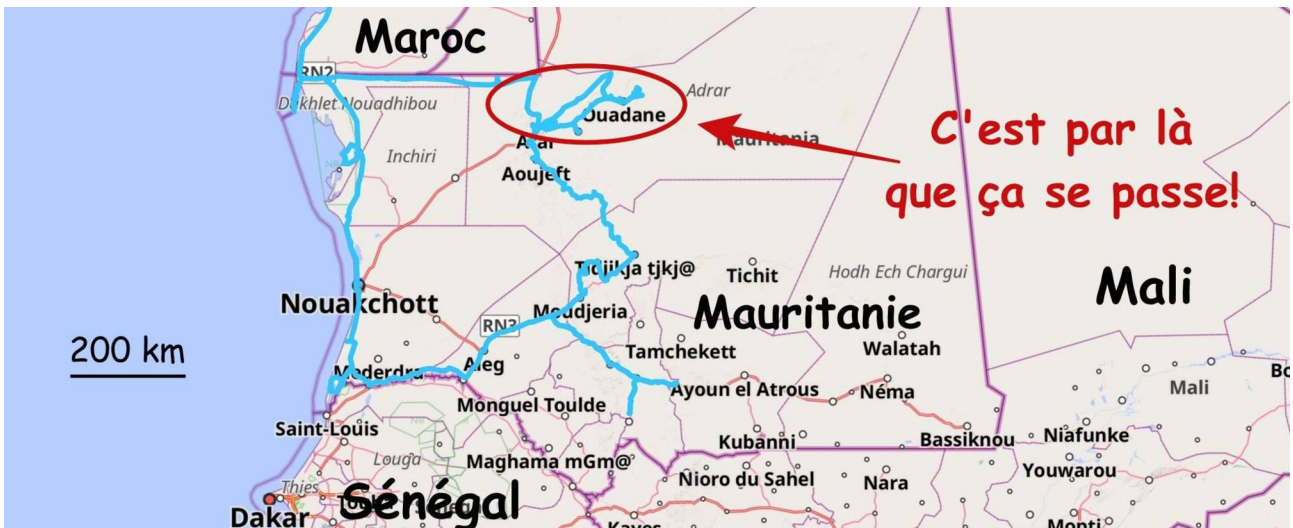 Maroc
RN2
Dakhlet Nouadhibou
Adrar
Ouadane
C'est par là
que ça se passe!
Mauritania
Atar
Inchiri
Aoujeft
Tidjikja tjkj@
Tichit
Hodh Ech Chargui
Mali
Nouakchott
Moudjeria
Mauritanie
RN3
200 km
Tamchekett
Walatah
Mederdra
Aleg
Ayoun el Atrous
Néma
Mali
Monguel Toulde
Saint-Louis
Kubanni
Bassiknou
Niafunke
Louga
Maghama mGm@
Youwarou
Nioro du Sahel
Nara
Thies
Sénégal
Dakar
Kayes